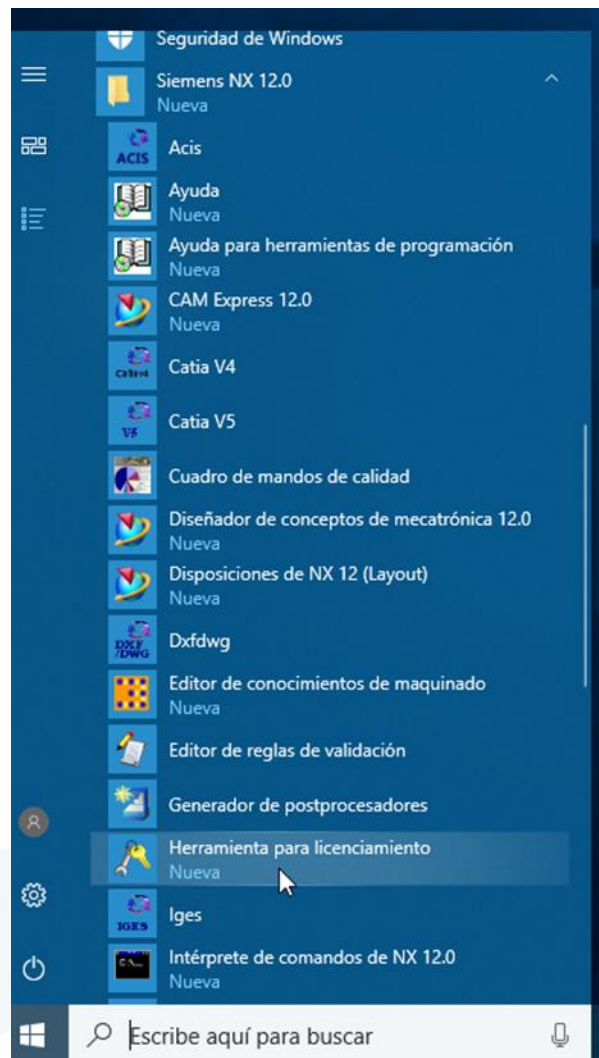 Seguridad de Windows
Siemens NX 12.0
Nueva
ACIS
Acis
Ayuda
Nueva
Ayuda para herramientas de programación
Nueva
CAM Express 12.0
Nueva
Catia V4
V5
Catia V5
Cuadro de mandos de calidad
Diseñador de conceptos de mecatrónica 12.0
Nueva
Disposiciones de NX 12 (Layout)
Nueva
DXF
/DWG
Dxfdwg
Editor de conocimientos de maquinado
Nueva
Editor de reglas de validación
Generador de postprocesadores
Herramienta para licenciamiento
Nueva
IGES
Iges
Intérprete de comandos de NX 12.0
Nueva
Escribe aquí para buscar